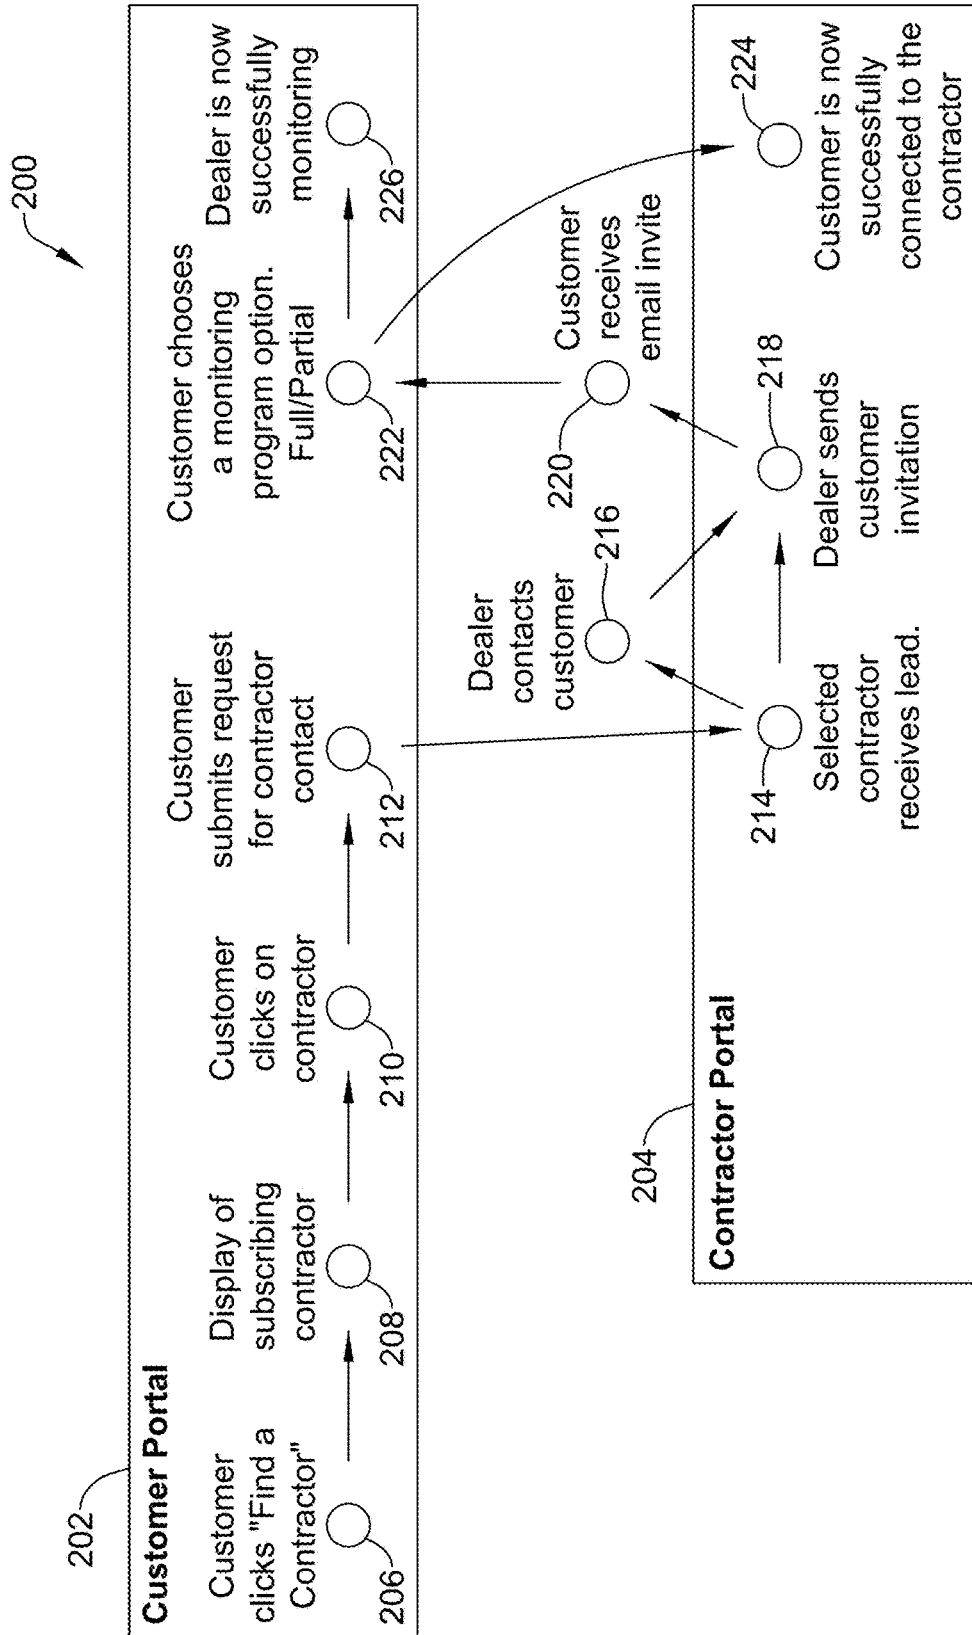 200
202
Customer Portal
Customer
clicks "Find a
Contractor"
206
Display of
subscribing
contractor
208
Customer
clicks on
contractor
210
Customer
submits request
for contractor
contact
212
Customer chooses
a monitoring
program option.
Full/Partial
222
Dealer is now
successfully
monitoring
226
Dealer
contacts
customer
216
Customer
receives
email invite
220
204
Contractor Portal
214
Selected
contractor
receives lead.
218
Dealer sends
customer
invitation
224
Customer is now
successfully
connected to the
contractor